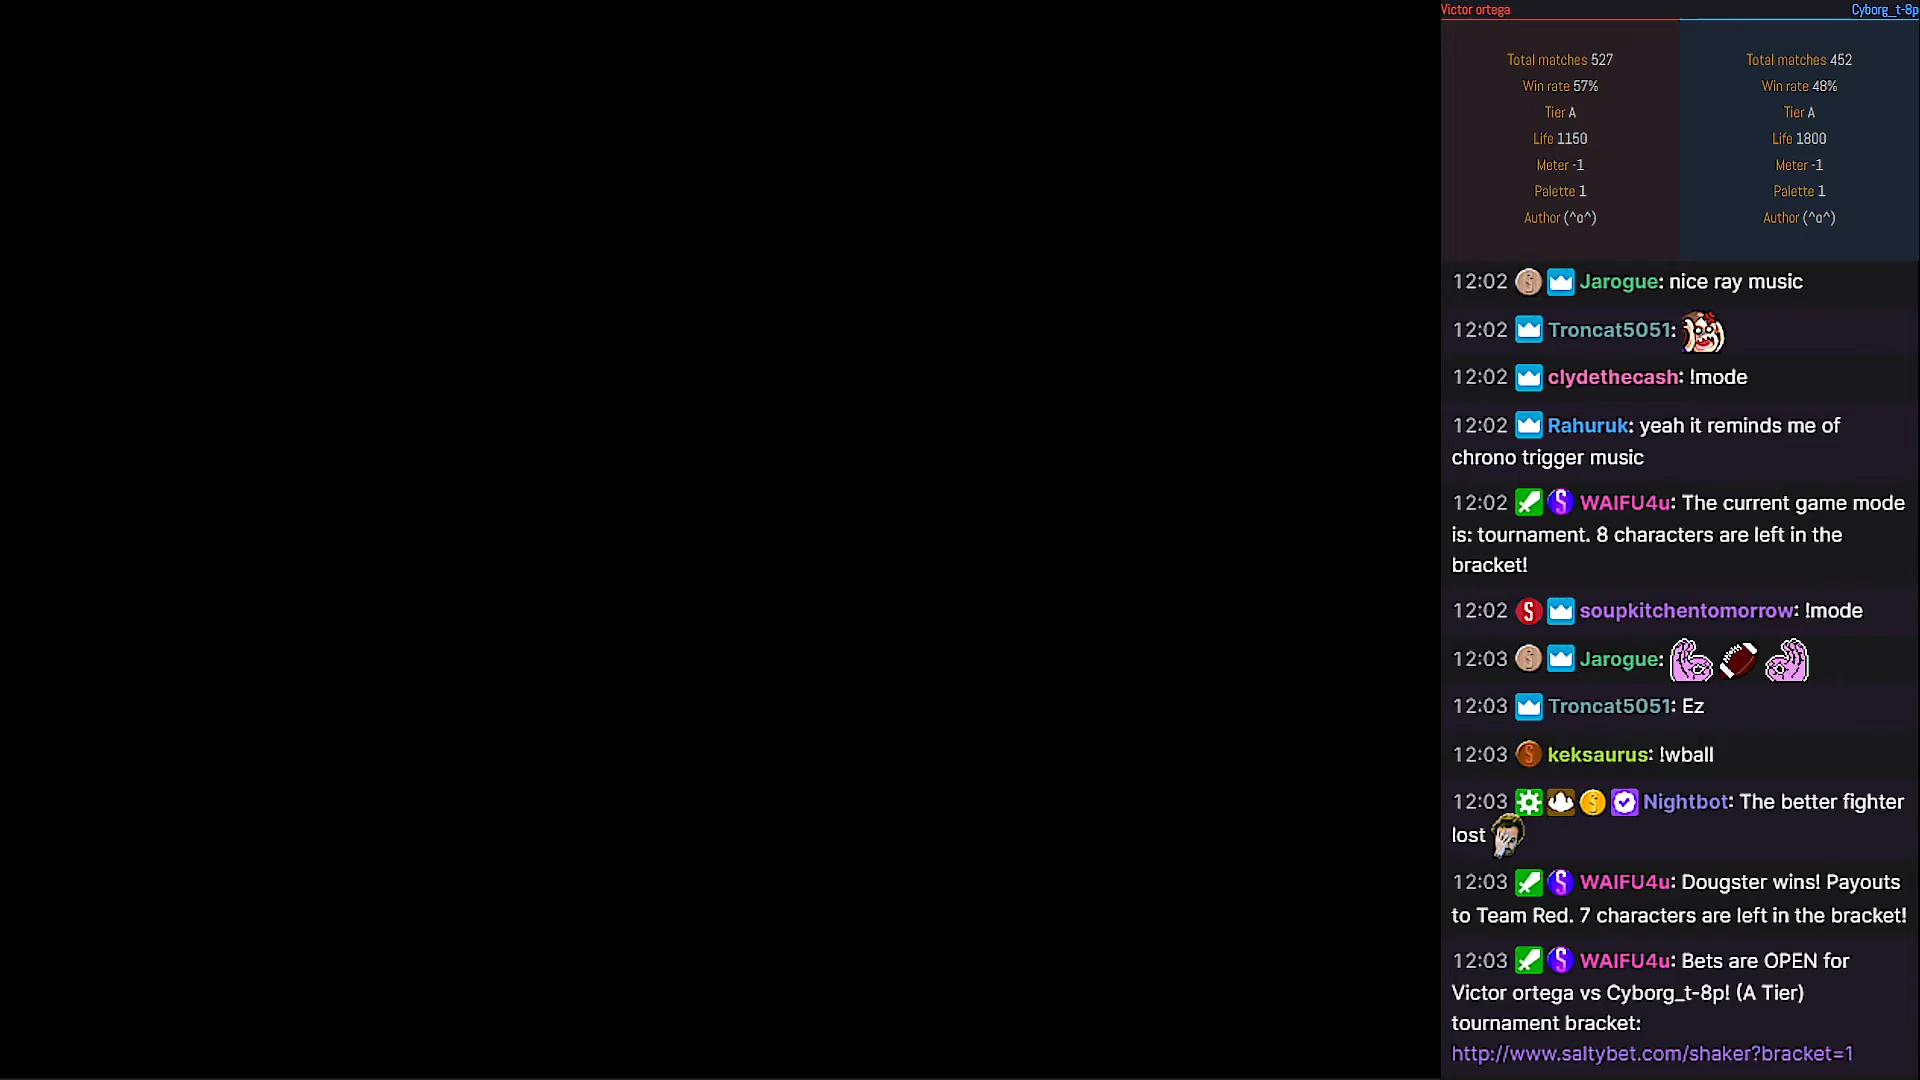 Victor ortega
Cyborg_t-8p
Total matches 527
Win rate 57%
Tier A
Life 1150
Meter -1
Palette 1
Author (^o^)
Total matches 452
Win rate 48%
Tier A
Life 1800
Meter -1
Palette 1
Author (^o^)
12:02 Jarogue: nice ray music
12:02 Troncat5051:
12:02 clydethecash: !mode
12:02 Rahuruk: yeah it reminds me of
chrono trigger music
12:02 WAIFU4u: The current game mode
is: tournament. 8 characters are left in the
bracket!
12:02 soupkitchentomorrow: !mode
12:03 Jarogue:
12:03 Troncat5051: Ez
12:03 keksaurus: !wball
12:03 Nightbot: The better fighter
lost
12:03 WAIFU4u: Dougster wins! Payouts
to Team Red. 7 characters are left in the bracket!
12:03 WAIFU4u: Bets are OPEN for
Victor ortega vs Cyborg_t-8p! (A Tier)
tournament bracket:
http://www.saltybet.com/shaker?bracket=1